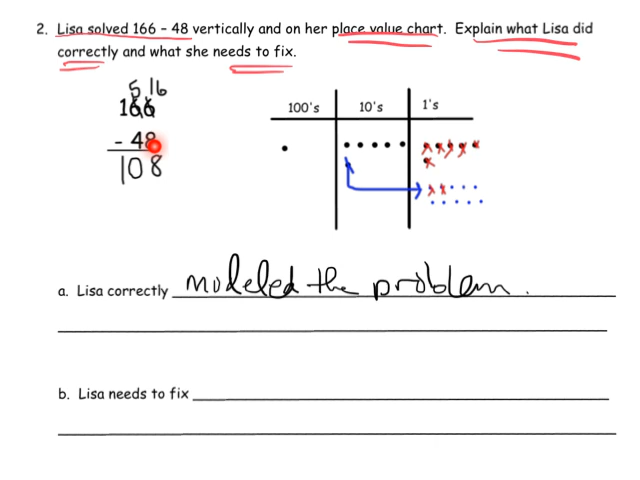 2. Lisa solved 166 – 48 vertically and on her place value chart. Explain what Lisa did
correctly and what she needs to fix.
5 16
166
- 48
108
100's 10's 1's
a. Lisa correctly modeled the problem.
b. Lisa needs to fix